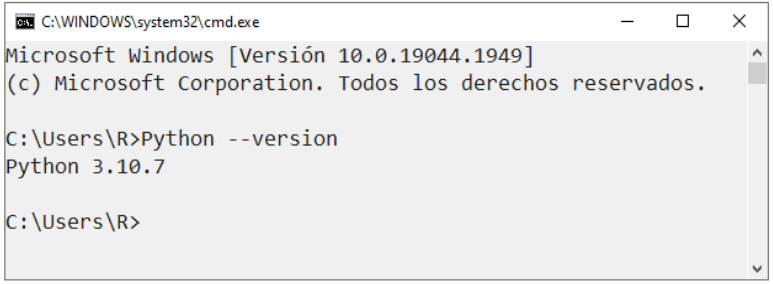 C:\WINDOWS\system32\cmd.exe
Microsoft Windows [Versión 10.0.19044.1949]
(c) Microsoft Corporation. Todos los derechos reservados.
C:\Users\R>Python --version
Python 3.10.7
C:\Users\R>